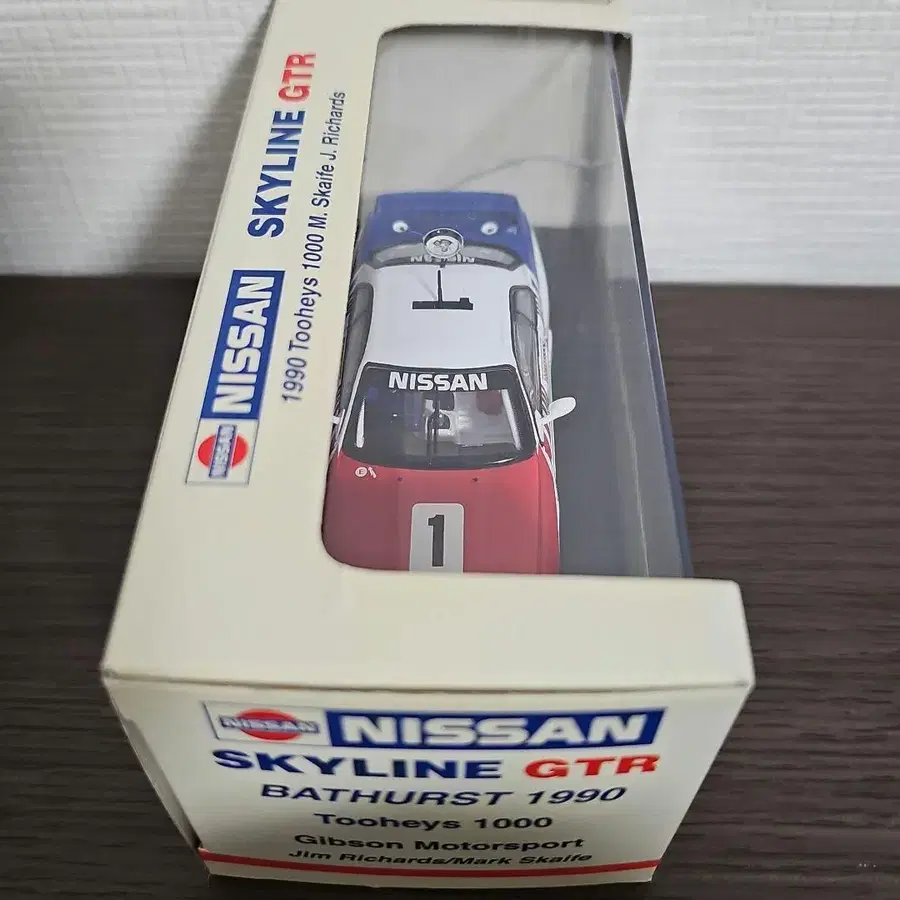 NISSAN NISSAN SKYLINE GTR
1990 Tooheys 1000 M. Skaife J. Richards
NISSAN
1
NISSAN
E
1
NISSAN NISSAN
SKYLINE GTR
BATHURST 1990
Tooheys 1000
Gibson Motorsport
Jim Richards/Mark Skaife